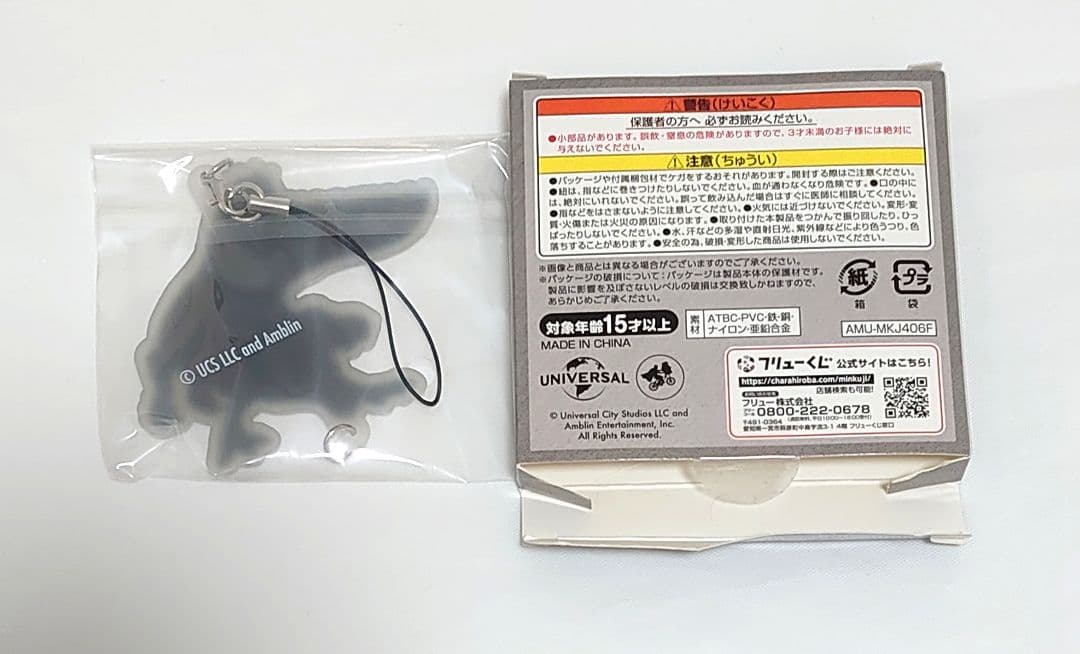 © UCS LLC and Amblin
⚠警告(けいこく)
保護者の方へ 必ずお読みください。
●小部品があります。誤飲・窒息の危険がありますので、3才未満のお子様には絶対に
与えないでください。
⚠注意(ちゅうい)
●パッケージや付属梱包材でケガをするおそれがあります。開封する際はご注意ください。
●紐は、指などに巻きつけたりしないでください。血が通わなくなり危険です。●口の中に
は、絶対にいれないでください。誤って飲み込んだ場合はすぐに医師に相談してください。
●指などをはさまないように注意してください。●火気には近づけないでください。変形・変
質・火傷または火災の原因になります。●取り付けた本製品をつかんで振り回したり、ひっ
ぱったりしないでください。●水、汗などの多湿や直射日光、紫外線などにより色うつり、色
落ちすることがあります。●安全の為、破損・変形した商品は使用しないでください。
※画像と商品とは異なる場合がございますのでご了承ください。
※パッケージの破損について:パッケージは製品本体の保護材です。
製品に影響を及ぼさないレベルの破損は交換致しかねますので、
あらかじめご了承ください。
紙
箱
プラ
袋
対象年齢15才以上
MADE IN CHINA
素材
ATBC-PVC・鉄・銅・
ナイロン・亜鉛合金
AMU-MKJ406F
UNIVERSAL
© Universal City Studios LLC and
Amblin Entertainment, Inc.
All Rights Reserved.
フリューくじ 公式サイトはこちら!
https://charahiroba.com/minkuji/
店舗検索も可能!
フリュー株式会社
0800-222-0678
〒491-0364